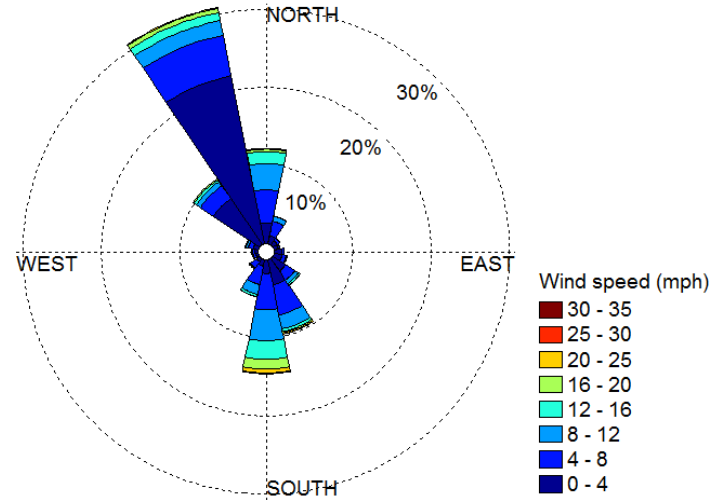 NORTH
30%
20%
10%
WEST
EAST
SOUTH
Wind speed (mph)
30 - 35
25 - 30
20 - 25
16 - 20
12 - 16
8 - 12
4 - 8
0 - 4